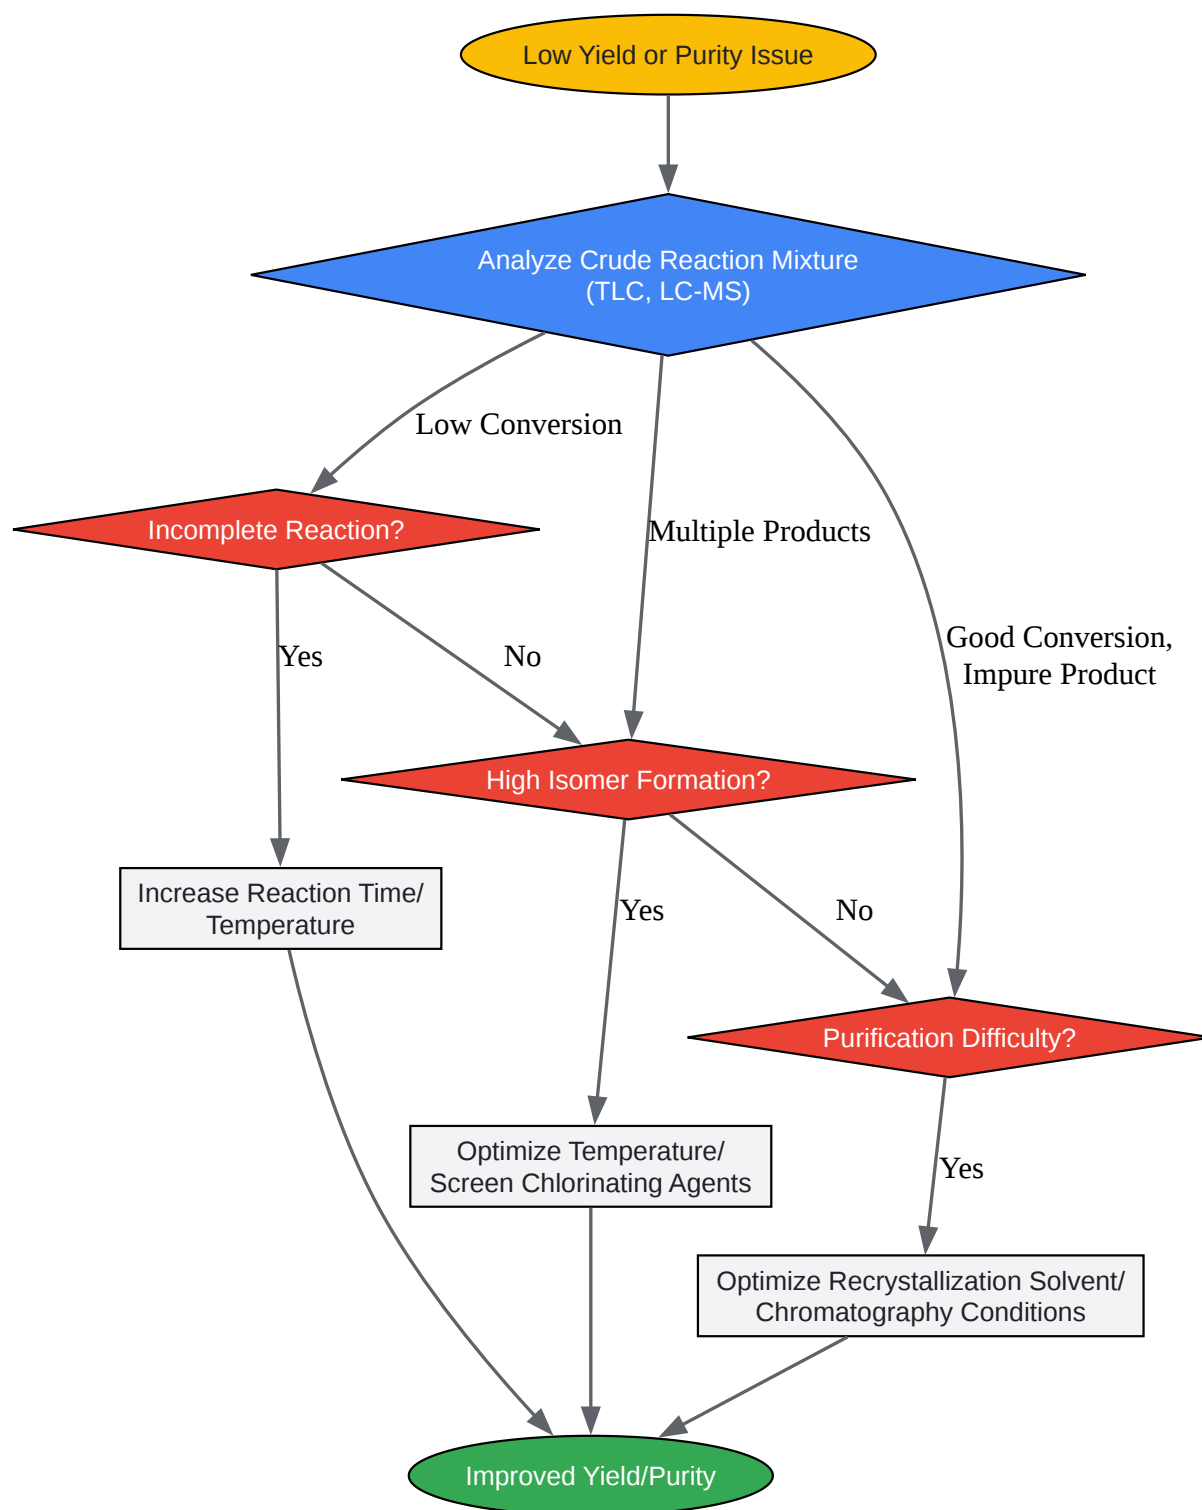 Low Yield or Purity Issue
Analyze Crude Reaction Mixture
(TLC, LC-MS)
Low Conversion
Incomplete Reaction?
Multiple Products
Good Conversion,
Impure Product
Yes
No
High Isomer Formation?
Increase Reaction Time/
Temperature
Yes
No
Purification Difficulty?
Optimize Temperature/
Screen Chlorinating Agents
Yes
Optimize Recrystallization Solvent/
Chromatography Conditions
Improved Yield/Purity